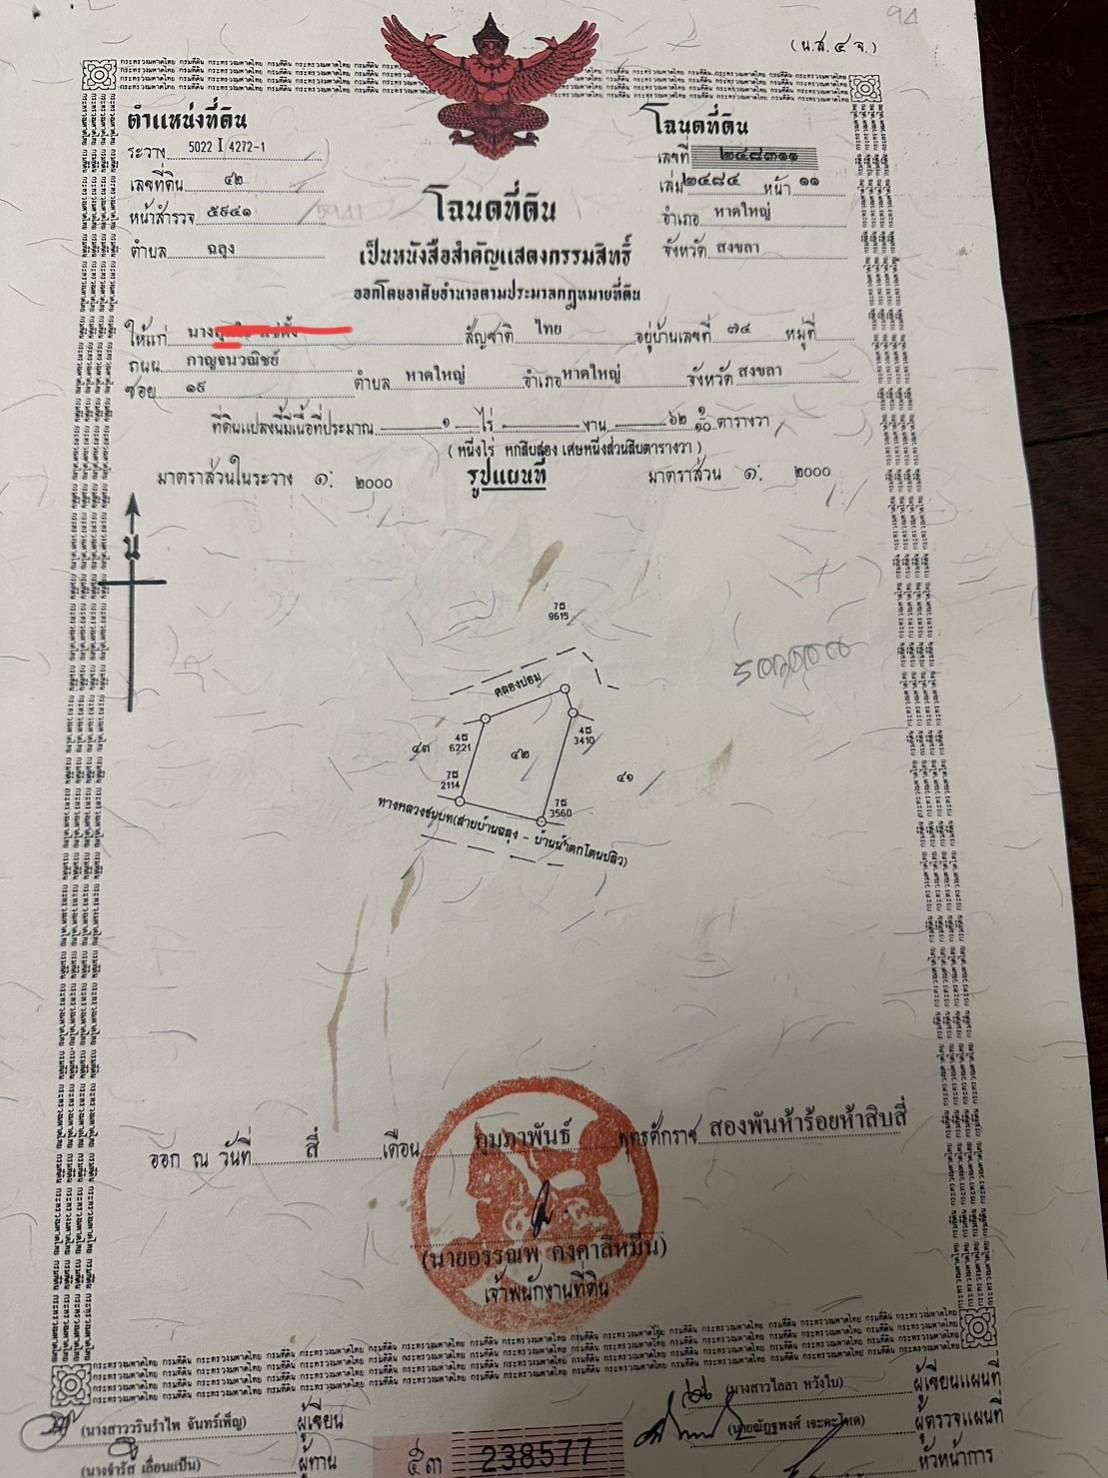 94
(น.ส.๔ จ.)
ตำแหน่งที่ดิน
ระวาง 5022 I 4272-1
เลขที่ดิน ๔๒
หน้าสำรวจ ๕๙๔๑ /5941
ตำบล ฉลุง
โฉนดที่ดิน
เลขที่ ๒๔๘๓๑๑
เล่ม ๒๔๘๔ หน้า ๑๑
อำเภอ หาดใหญ่
จังหวัด สงขลา
โฉนดที่ดิน
เป็นหนังสือสำคัญแสดงกรรมสิทธิ์
ออกโดยอาศัยอำนาจตามประมวลกฎหมายที่ดิน
ให้แก่ นาง สัญชาติ ไทย อยู่บ้านเลขที่ ๗๔ หมู่ที่
ถนน กาญจนวณิชย์
ซอย ๑๙ ตำบล หาดใหญ่ อำเภอ หาดใหญ่ จังหวัด สงขลา
ที่ดินแปลงนี้มีเนื้อที่ประมาณ ๑ ไร่ งาน ๖๒ ๑/๑๐ ตารางวา
( หนึ่งไร่ หกสิบสอง เศษหนึ่งส่วนสิบตารางวา )
มาตราส่วนในระวาง ๑: ๒๐๐๐ รูปแผนที่ มาตราส่วน ๑: ๒๐๐๐
น
7ธ
9615
คลองปอม
๔๓
4ธ
6221
๔๒
4ธ
3410
๔๑
7ธ
2114
7ธ
3560
ทางหลวงชนบท(สายบ้านฉลุง - บ้านน้ำตกโตนปลิว)
ออก ณ วันที่ สี่ เดือน กุมภาพันธ์ พุทธศักราช สองพันห้าร้อยห้าสิบสี่
(นายอรรณพ คงคาลิหมีน)
เจ้าพนักงานที่ดิน
(นางสาววรินรำไพ จันทร์เพ็ญ) ผู้เขียน
(นางจำรัส เลื่อนแป้น) ผู้ทาน
๕๓ 238577
(นางสาวไลลา หวังใบ) ผู้เขียนแผนที่
ผู้ตรวจแผนที่
หัวหน้าการ